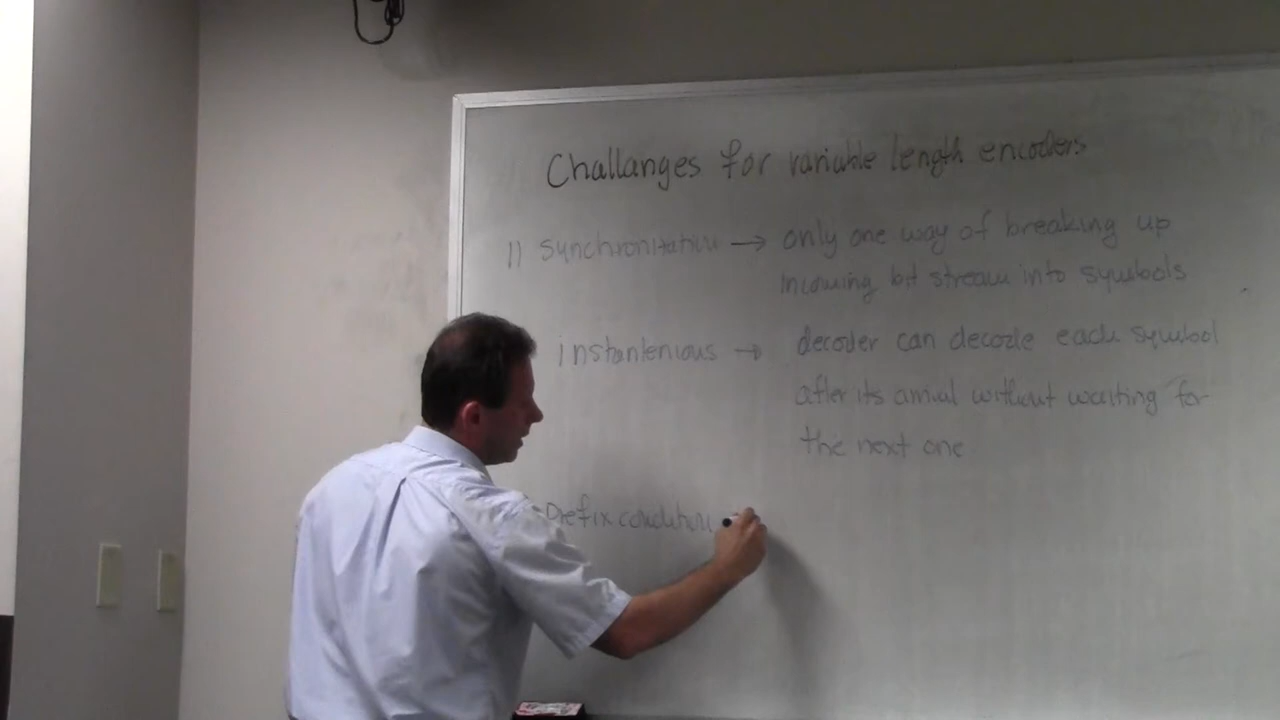 Challanges for variable length encoders
1) synchronization → only one way of breaking up
incoming bit stream into symbols
instantenious → decoder can decode each symbol
after its arrival without waiting for
the next one
Prefix condition